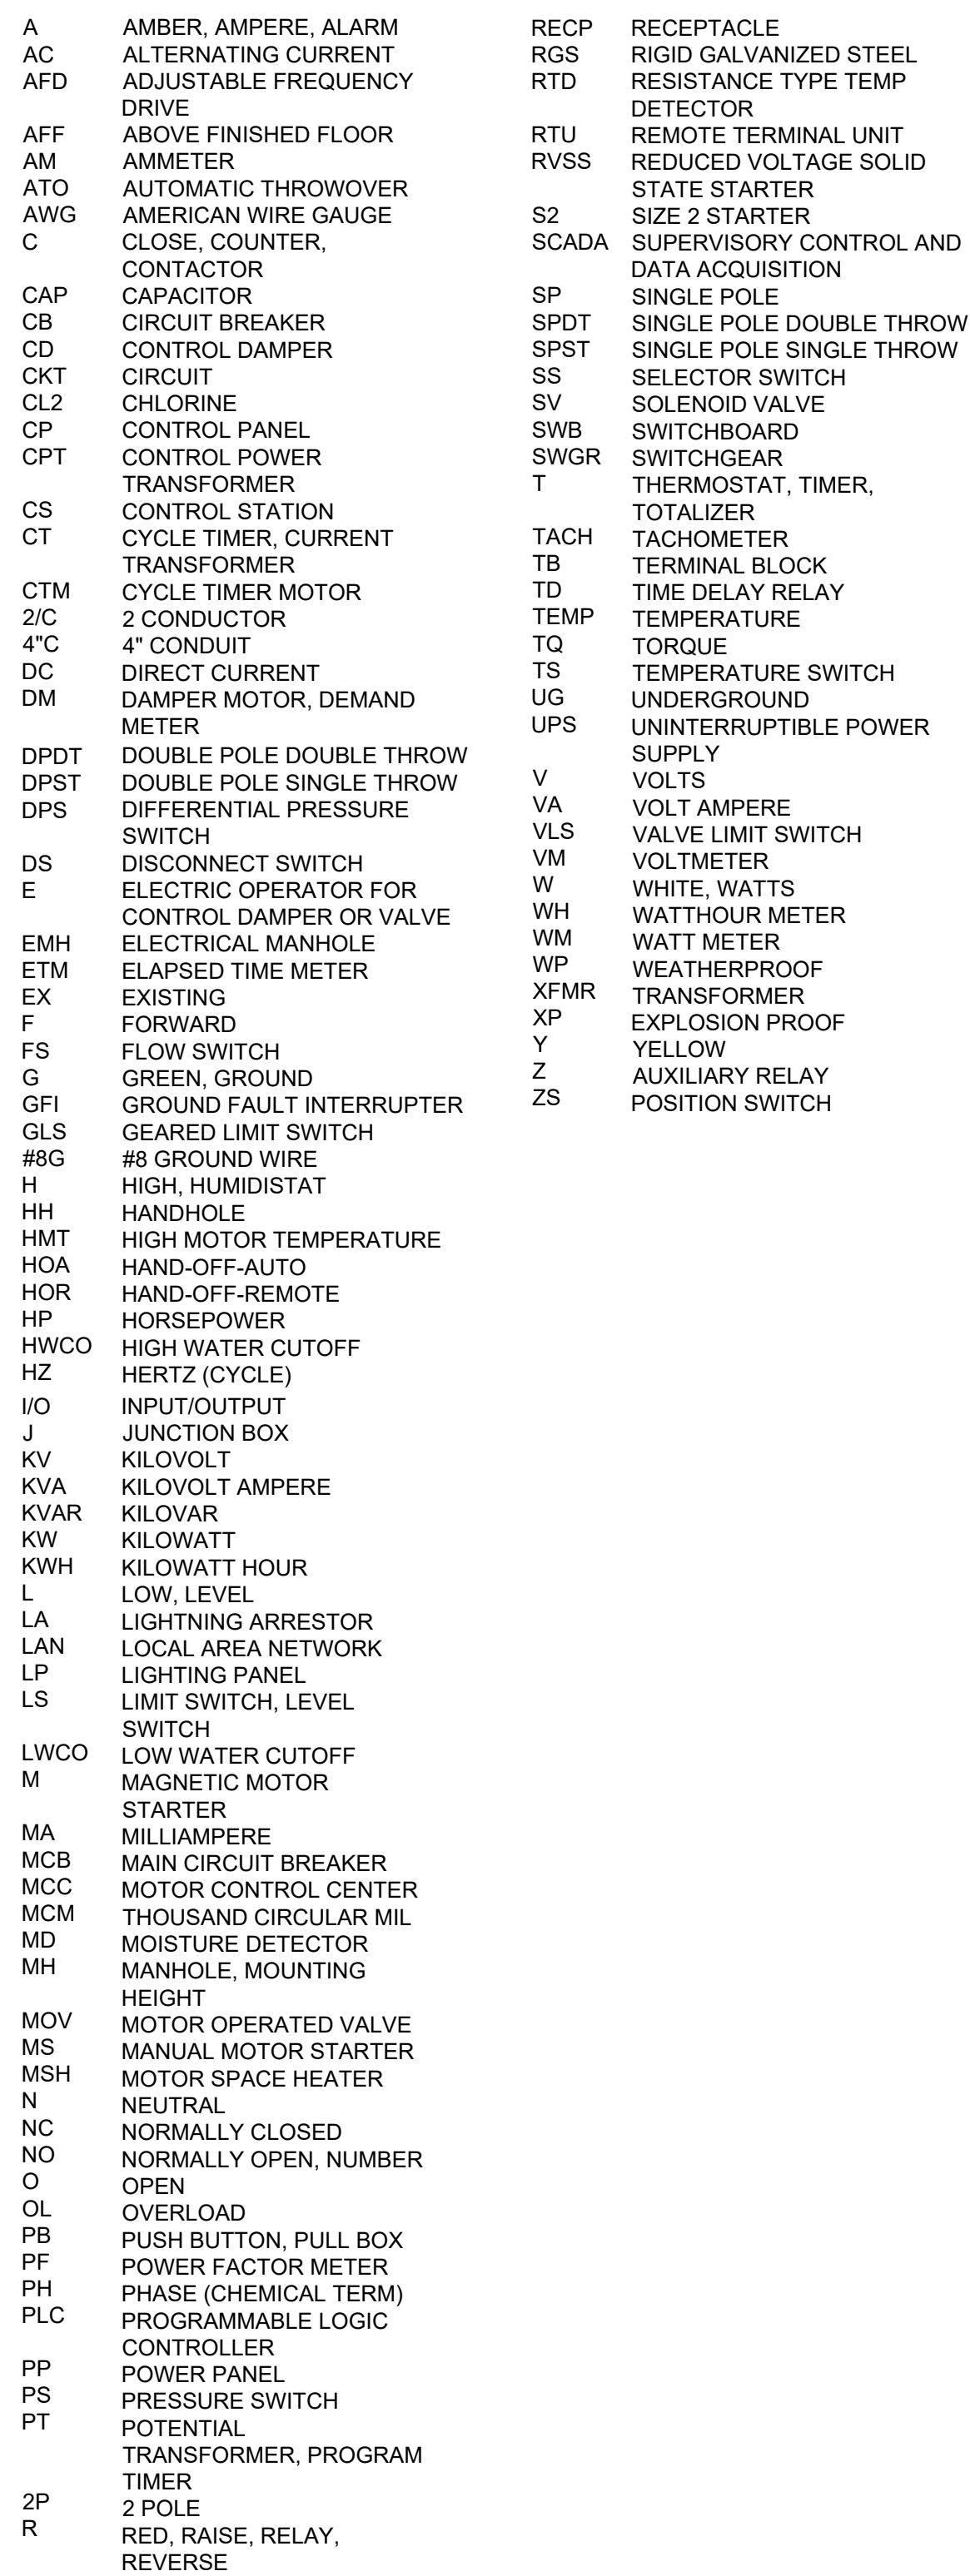 A AMBER, AMPERE, ALARM
AC ALTERNATING CURRENT
AFD ADJUSTABLE FREQUENCY
DRIVE
AFF ABOVE FINISHED FLOOR
AM AMMETER
ATO AUTOMATIC THROWOVER
AWG AMERICAN WIRE GAUGE
C CLOSE, COUNTER,
CONTACTOR
CAP CAPACITOR
CB CIRCUIT BREAKER
CD CONTROL DAMPER
CKT CIRCUIT
CL2 CHLORINE
CP CONTROL PANEL
CPT CONTROL POWER
TRANSFORMER
CS CONTROL STATION
CT CYCLE TIMER, CURRENT
TRANSFORMER
CTM CYCLE TIMER MOTOR
2/C 2 CONDUCTOR
4"C 4" CONDUIT
DC DIRECT CURRENT
DM DAMPER MOTOR, DEMAND
METER
DPDT DOUBLE POLE DOUBLE THROW
DPST DOUBLE POLE SINGLE THROW
DPS DIFFERENTIAL PRESSURE
SWITCH
DS DISCONNECT SWITCH
E ELECTRIC OPERATOR FOR
CONTROL DAMPER OR VALVE
EMH ELECTRICAL MANHOLE
ETM ELAPSED TIME METER
EX EXISTING
F FORWARD
FS FLOW SWITCH
G GREEN, GROUND
GFI GROUND FAULT INTERRUPTER
GLS GEARED LIMIT SWITCH
#8G #8 GROUND WIRE
H HIGH, HUMIDISTAT
HH HANDHOLE
HMT HIGH MOTOR TEMPERATURE
HOA HAND-OFF-AUTO
HOR HAND-OFF-REMOTE
HP HORSEPOWER
HWCO HIGH WATER CUTOFF
HZ HERTZ (CYCLE)
I/O INPUT/OUTPUT
J JUNCTION BOX
KV KILOVOLT
KVA KILOVOLT AMPERE
KVAR KILOVAR
KW KILOWATT
KWH KILOWATT HOUR
L LOW, LEVEL
LA LIGHTNING ARRESTOR
LAN LOCAL AREA NETWORK
LP LIGHTING PANEL
LS LIMIT SWITCH, LEVEL
SWITCH
LWCO LOW WATER CUTOFF
M MAGNETIC MOTOR
STARTER
MA MILLIAMPERE
MCB MAIN CIRCUIT BREAKER
MCC MOTOR CONTROL CENTER
MCM THOUSAND CIRCULAR MIL
MD MOISTURE DETECTOR
MH MANHOLE, MOUNTING
HEIGHT
MOV MOTOR OPERATED VALVE
MS MANUAL MOTOR STARTER
MSH MOTOR SPACE HEATER
N NEUTRAL
NC NORMALLY CLOSED
NO NORMALLY OPEN, NUMBER
O OPEN
OL OVERLOAD
PB PUSH BUTTON, PULL BOX
PF POWER FACTOR METER
PH PHASE (CHEMICAL TERM)
PLC PROGRAMMABLE LOGIC
CONTROLLER
PP POWER PANEL
PS PRESSURE SWITCH
PT POTENTIAL
TRANSFORMER, PROGRAM
TIMER
2P 2 POLE
R RED, RAISE, RELAY,
REVERSE
RECP RECEPTACLE
RGS RIGID GALVANIZED STEEL
RTD RESISTANCE TYPE TEMP
DETECTOR
RTU REMOTE TERMINAL UNIT
RVSS REDUCED VOLTAGE SOLID
STATE STARTER
S2 SIZE 2 STARTER
SCADA SUPERVISORY CONTROL AND
DATA ACQUISITION
SP SINGLE POLE
SPDT SINGLE POLE DOUBLE THROW
SPST SINGLE POLE SINGLE THROW
SS SELECTOR SWITCH
SV SOLENOID VALVE
SWB SWITCHBOARD
SWGR SWITCHGEAR
T THERMOSTAT, TIMER,
TOTALIZER
TACH TACHOMETER
TB TERMINAL BLOCK
TD TIME DELAY RELAY
TEMP TEMPERATURE
TQ TORQUE
TS TEMPERATURE SWITCH
UG UNDERGROUND
UPS UNINTERRUPTIBLE POWER
SUPPLY
V VOLTS
VA VOLT AMPERE
VLS VALVE LIMIT SWITCH
VM VOLTMETER
W WHITE, WATTS
WH WATTHOUR METER
WM WATT METER
WP WEATHERPROOF
XFMR TRANSFORMER
XP EXPLOSION PROOF
Y YELLOW
Z AUXILIARY RELAY
ZS POSITION SWITCH